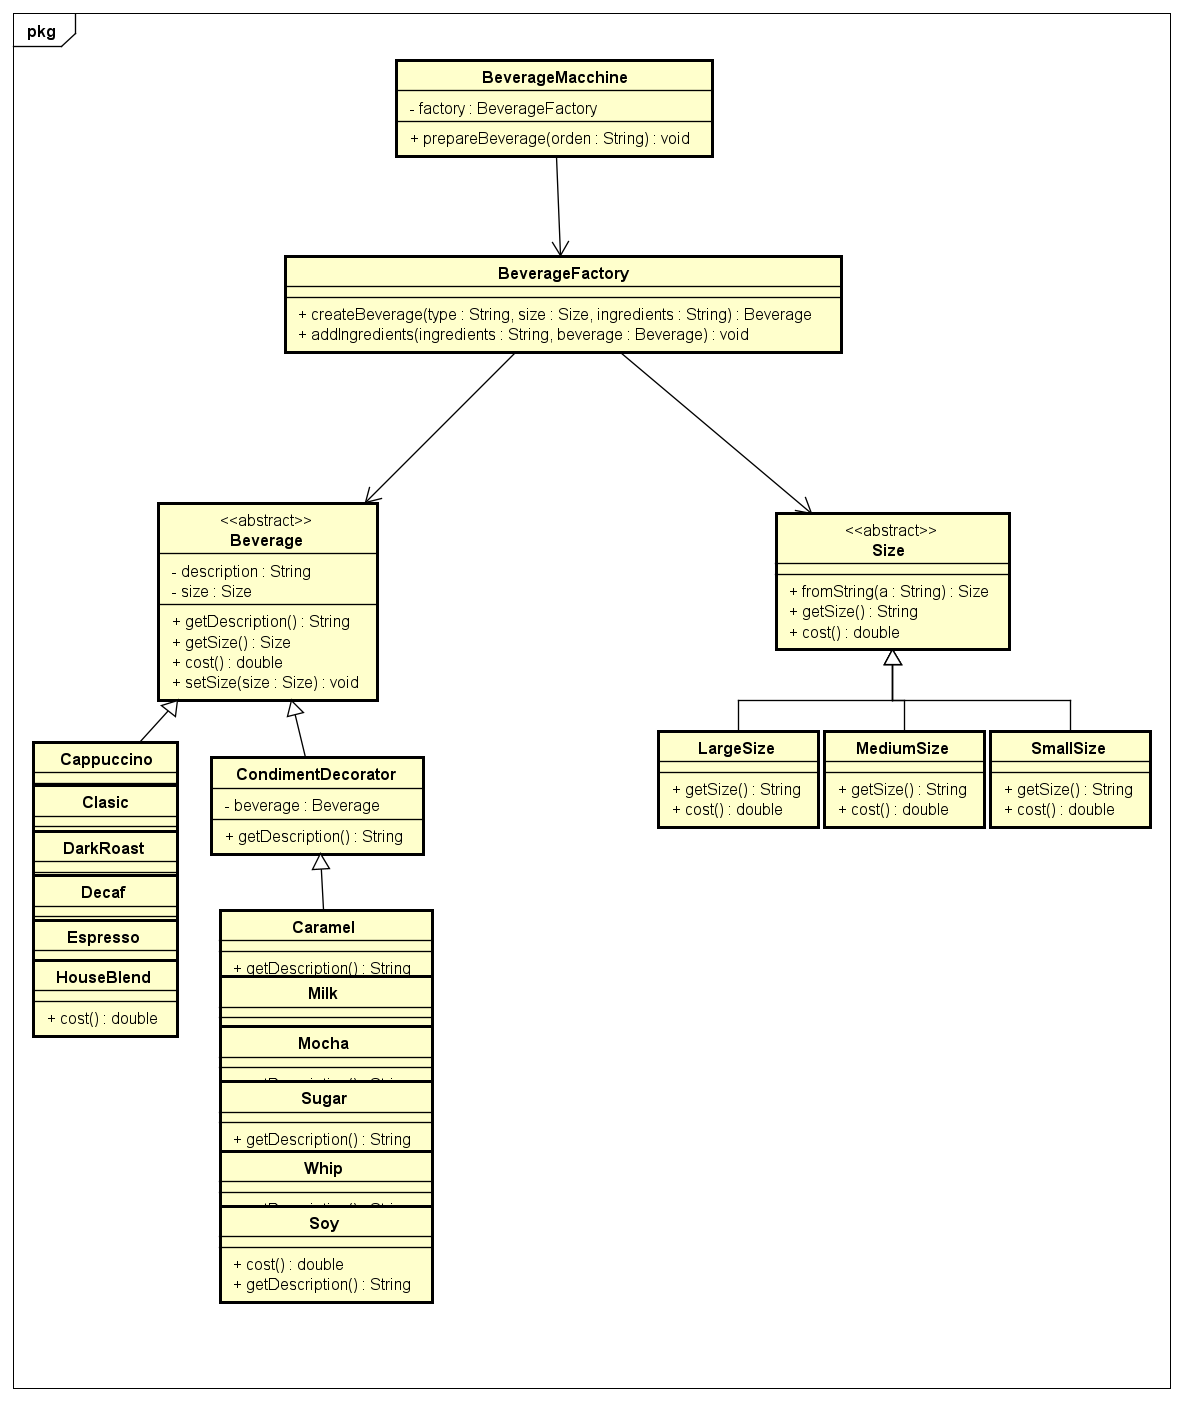 pkg
BeverageMacchine
- factory : BeverageFactory
+ prepareBeverage(orden : String) : void
BeverageFactory
+ createBeverage(type : String, size : Size, ingredients : String) : Beverage
+ addIngredients(ingredients : String, beverage : Beverage) : void
<<abstract>>
Beverage
- description : String
- size : Size
+ getDescription() : String
+ getSize() : Size
+ cost() : double
+ setSize(size : Size) : void
<<abstract>>
Size
+ fromString(a : String) : Size
+ getSize() : String
+ cost() : double
LargeSize
+ getSize() : String
+ cost() : double
MediumSize
+ getSize() : String
+ cost() : double
SmallSize
+ getSize() : String
+ cost() : double
Cappuccino
Clasic
DarkRoast
Decaf
Espresso
HouseBlend
+ cost() : double
CondimentDecorator
- beverage : Beverage
+ getDescription() : String
Caramel
+ getDescription() : String
Milk
Mocha
Sugar
+ getDescription() : String
Whip
Soy
+ cost() : double
+ getDescription() : String